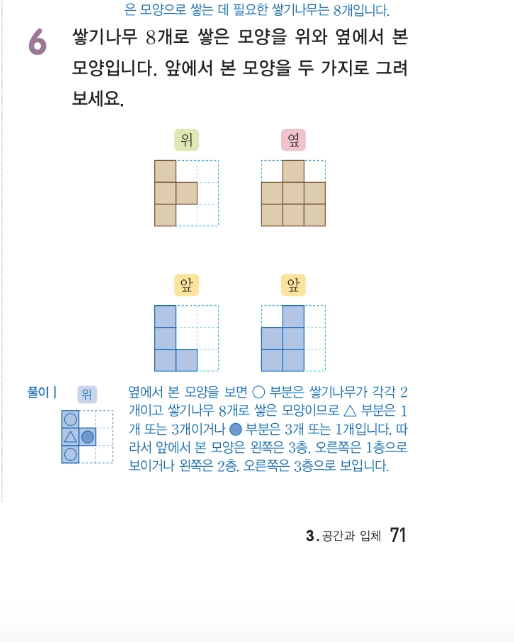 은 모양으로 쌓는 데 필요한 쌓기나무는 8개입니다.
6 쌓기나무 8개로 쌓은 모양을 위와 옆에서 본
모양입니다. 앞에서 본 모양을 두 가지로 그려
보세요.
위 옆
앞 앞
풀이 | 위 옆에서 본 모양을 보면 ○ 부분은 쌓기나무가 각각 2
개이고 쌓기나무 8개로 쌓은 모양이므로 △ 부분은 1
개 또는 3개이거나 ● 부분은 3개 또는 1개입니다. 따
라서 앞에서 본 모양은 왼쪽은 3층, 오른쪽은 1층으로
보이거나 왼쪽은 2층, 오른쪽은 3층으로 보입니다.
3. 공간과 입체 71